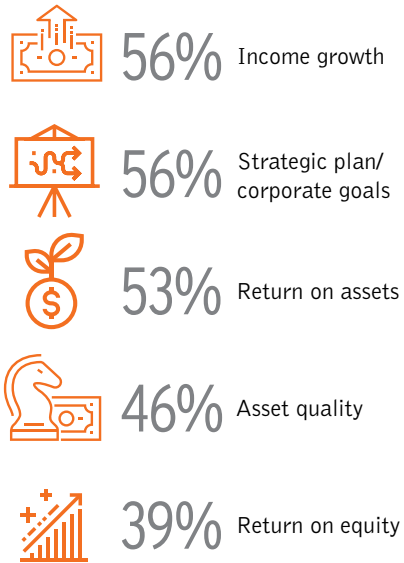 56% Income growth
56% Strategic plan/
corporate goals
$
53% Return on assets
46% Asset quality
39% Return on equity